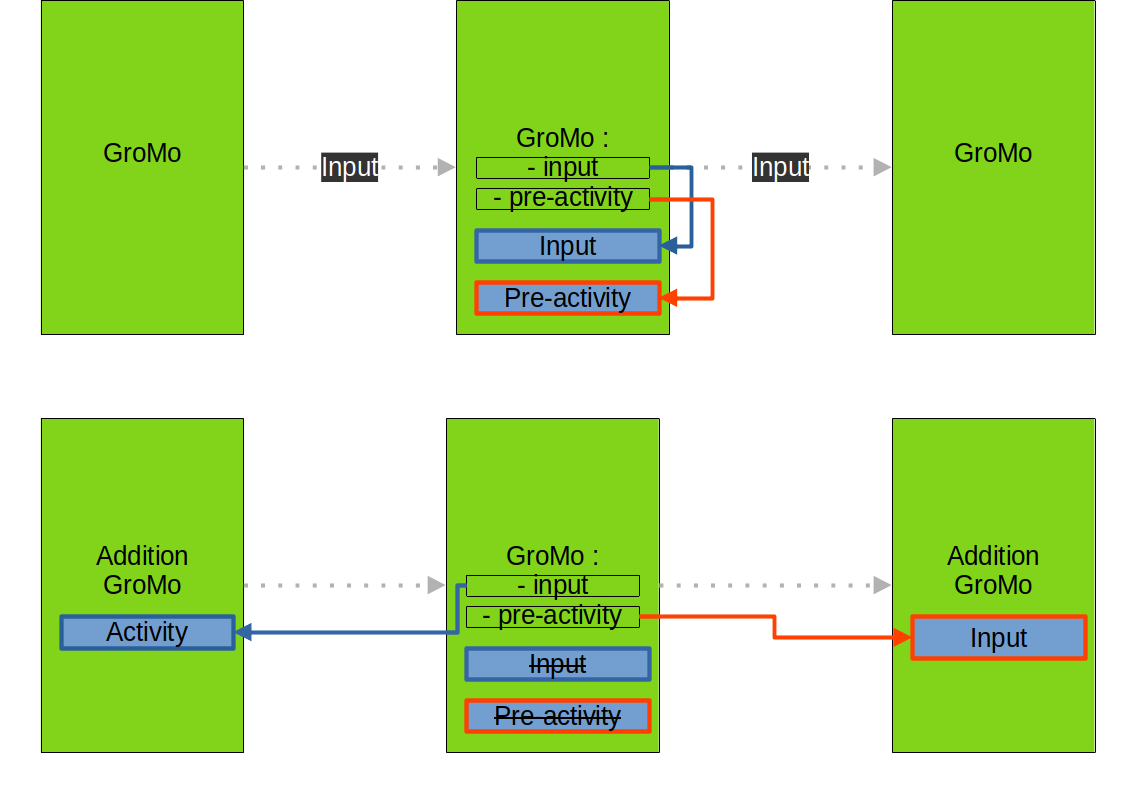 GroMo
Input
GroMo :
- input
- pre-activity
Input
Pre-activity
Input
GroMo
Addition
GroMo
Activity
GroMo :
- input
- pre-activity
Input
Pre-activity
Addition
GroMo
Input